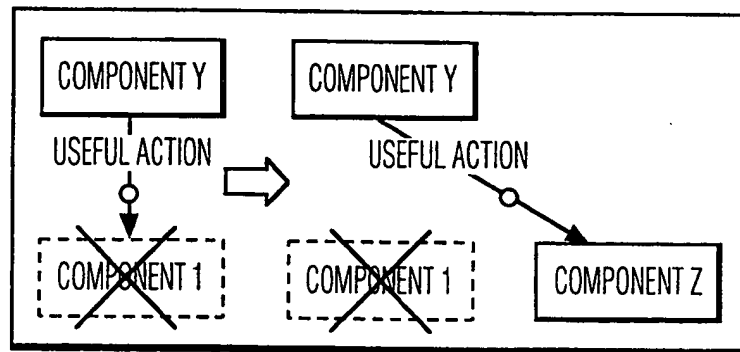 COMPONENT Y
USEFUL ACTION
COMPONENT 1
COMPONENT Y
USEFUL ACTION
COMPONENT 1
COMPONENT Z